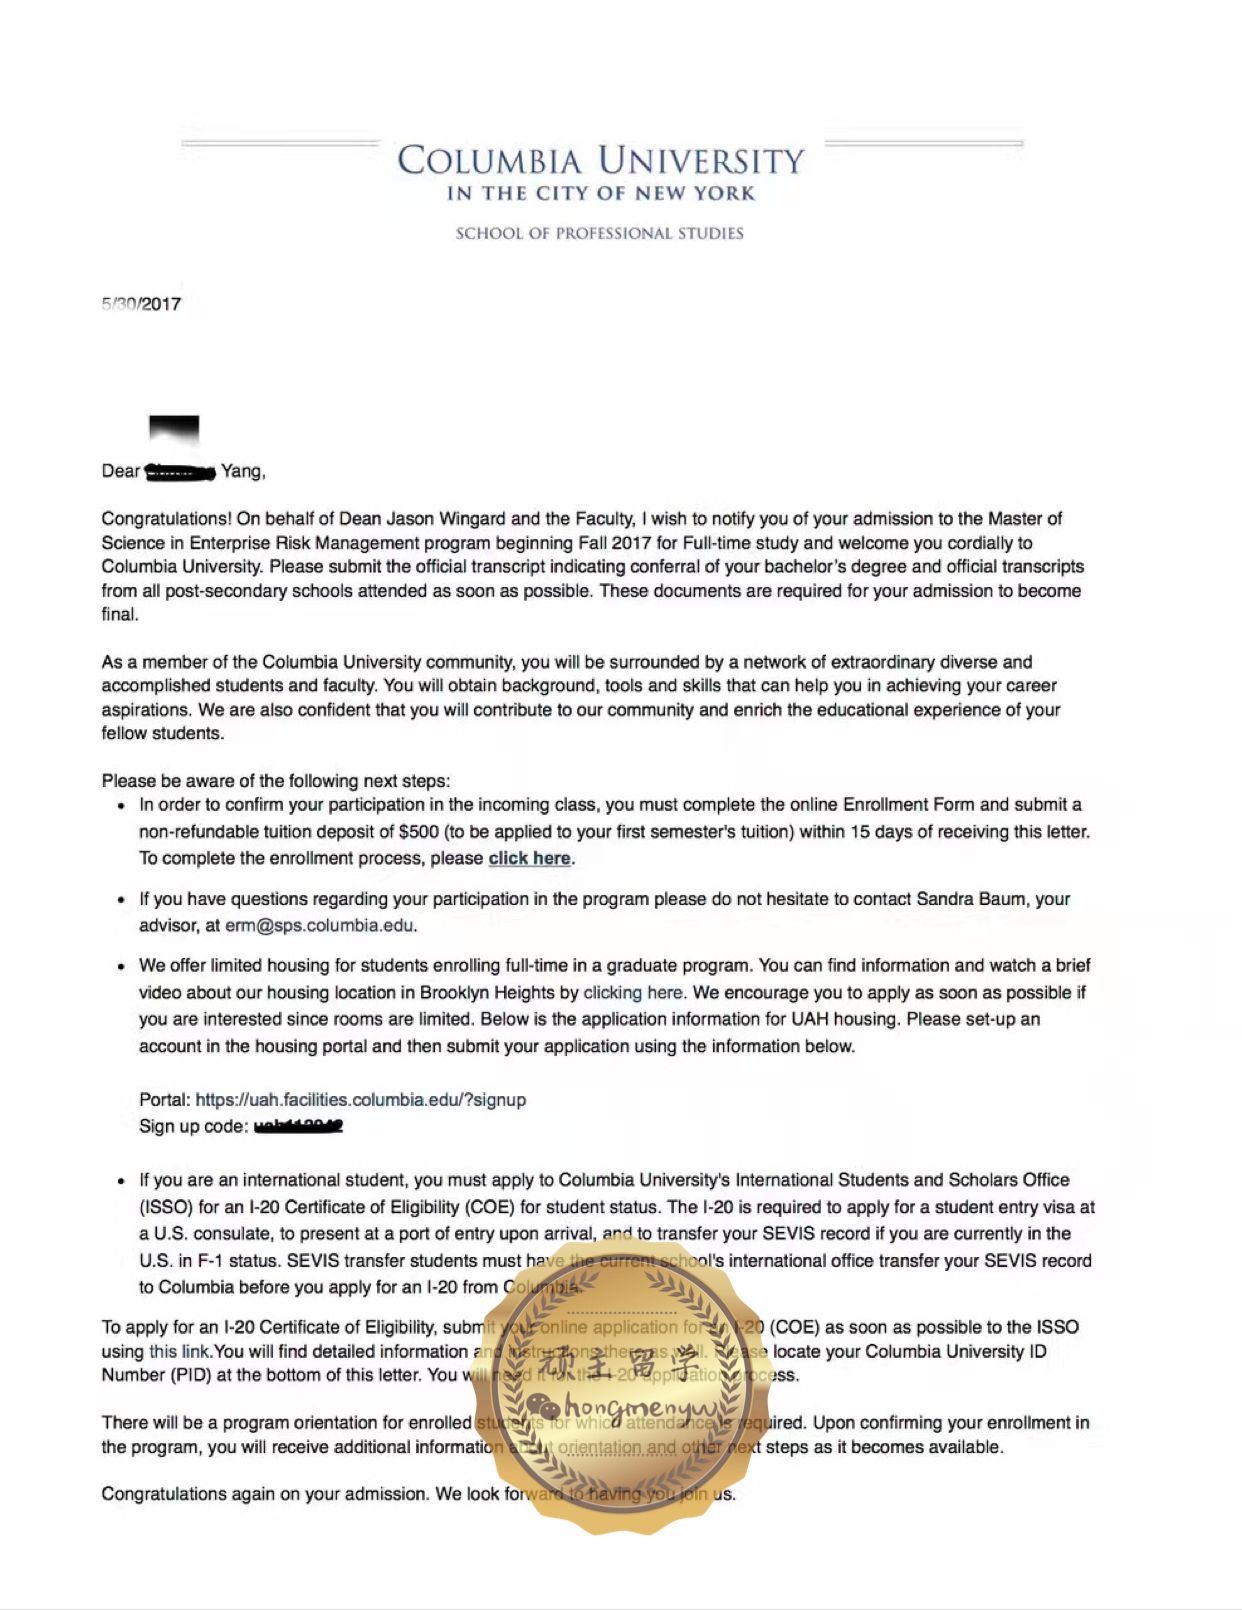 COLUMBIA UNIVERSITY
IN THE CITY OF NEW YORK
SCHOOL OF PROFESSIONAL STUDIES
5/30/2017
Dear Yang,
Congratulations! On behalf of Dean Jason Wingard and the Faculty, I wish to notify you of your admission to the Master of
Science in Enterprise Risk Management program beginning Fall 2017 for Full-time study and welcome you cordially to
Columbia University. Please submit the official transcript indicating conferral of your bachelor's degree and official transcripts
from all post-secondary schools attended as soon as possible. These documents are required for your admission to become
final.
As a member of the Columbia University community, you will be surrounded by a network of extraordinary diverse and
accomplished students and faculty. You will obtain background, tools and skills that can help you in achieving your career
aspirations. We are also confident that you will contribute to our community and enrich the educational experience of your
fellow students.
Please be aware of the following next steps:
• In order to confirm your participation in the incoming class, you must complete the online Enrollment Form and submit a
non-refundable tuition deposit of $500 (to be applied to your first semester's tuition) within 15 days of receiving this letter.
To complete the enrollment process, please click here.
• If you have questions regarding your participation in the program please do not hesitate to contact Sandra Baum, your
advisor, at erm@sps.columbia.edu.
• We offer limited housing for students enrolling full-time in a graduate program. You can find information and watch a brief
video about our housing location in Brooklyn Heights by clicking here. We encourage you to apply as soon as possible if
you are interested since rooms are limited. Below is the application information for UAH housing. Please set-up an
account in the housing portal and then submit your application using the information below.
Portal: https://uah.facilities.columbia.edu/?signup
Sign up code:
• If you are an international student, you must apply to Columbia University's International Students and Scholars Office
(ISSO) for an I-20 Certificate of Eligibility (COE) for student status. The I-20 is required to apply for a student entry visa at
a U.S. consulate, to present at a port of entry upon arrival, and to transfer your SEVIS record if you are currently in the
U.S. in F-1 status. SEVIS transfer students must have the current school's international office transfer your SEVIS record
to Columbia before you apply for an I-20 from Columbia.
To apply for an I-20 Certificate of Eligibility, submit your online application for an I-20 (COE) as soon as possible to the ISSO
using this link.You will find detailed information and instructions there as well. Please locate your Columbia University ID
Number (PID) at the bottom of this letter. You will need it for the I-20 application process.
There will be a program orientation for enrolled students for which attendance is required. Upon confirming your enrollment in
the program, you will receive additional information about orientation and other next steps as it becomes available.
Congratulations again on your admission. We look forward to having you join us.
硕主留学
hongmenyw